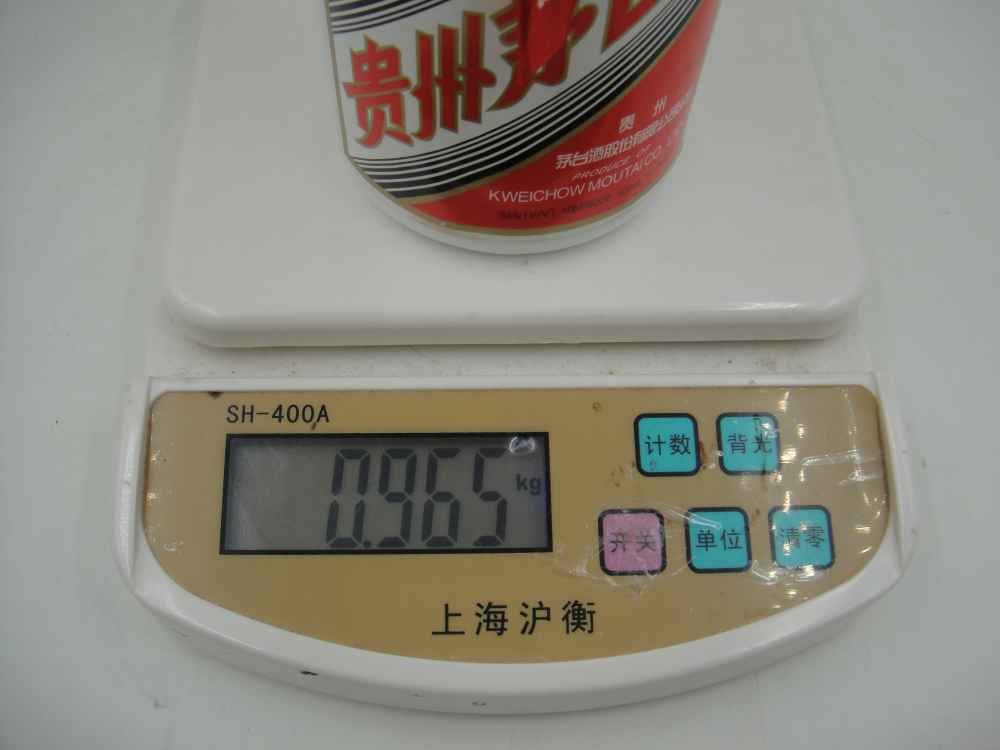 贵州茅
贵州
茅台酒股份有限公司
PRODUCE OF
KWEICHOW MOUTAI CO.
SH-400A
0.965 kg
计数 背光
开关 单位 清零
上海沪衡